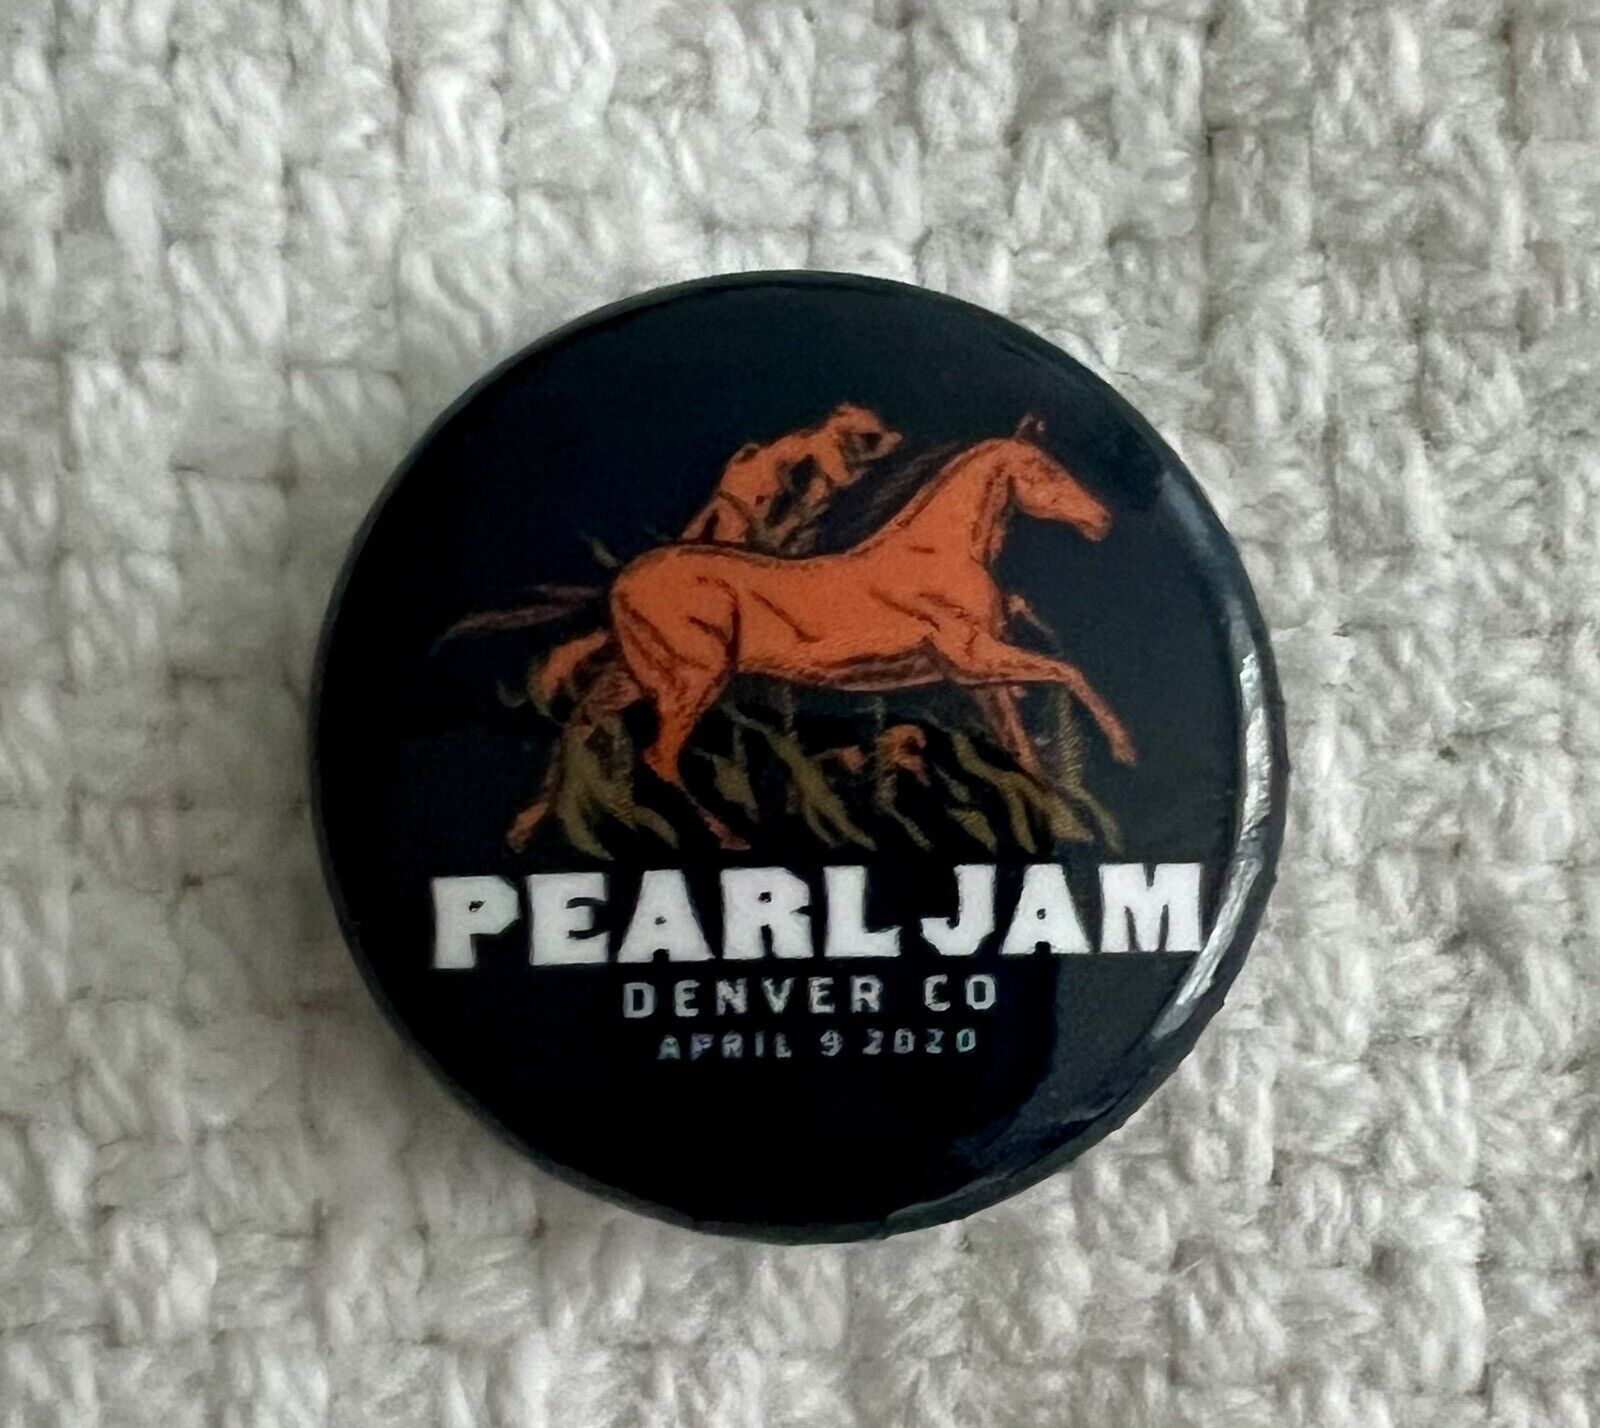 PEARL JAM
DENVER CO
APRIL 9 2020